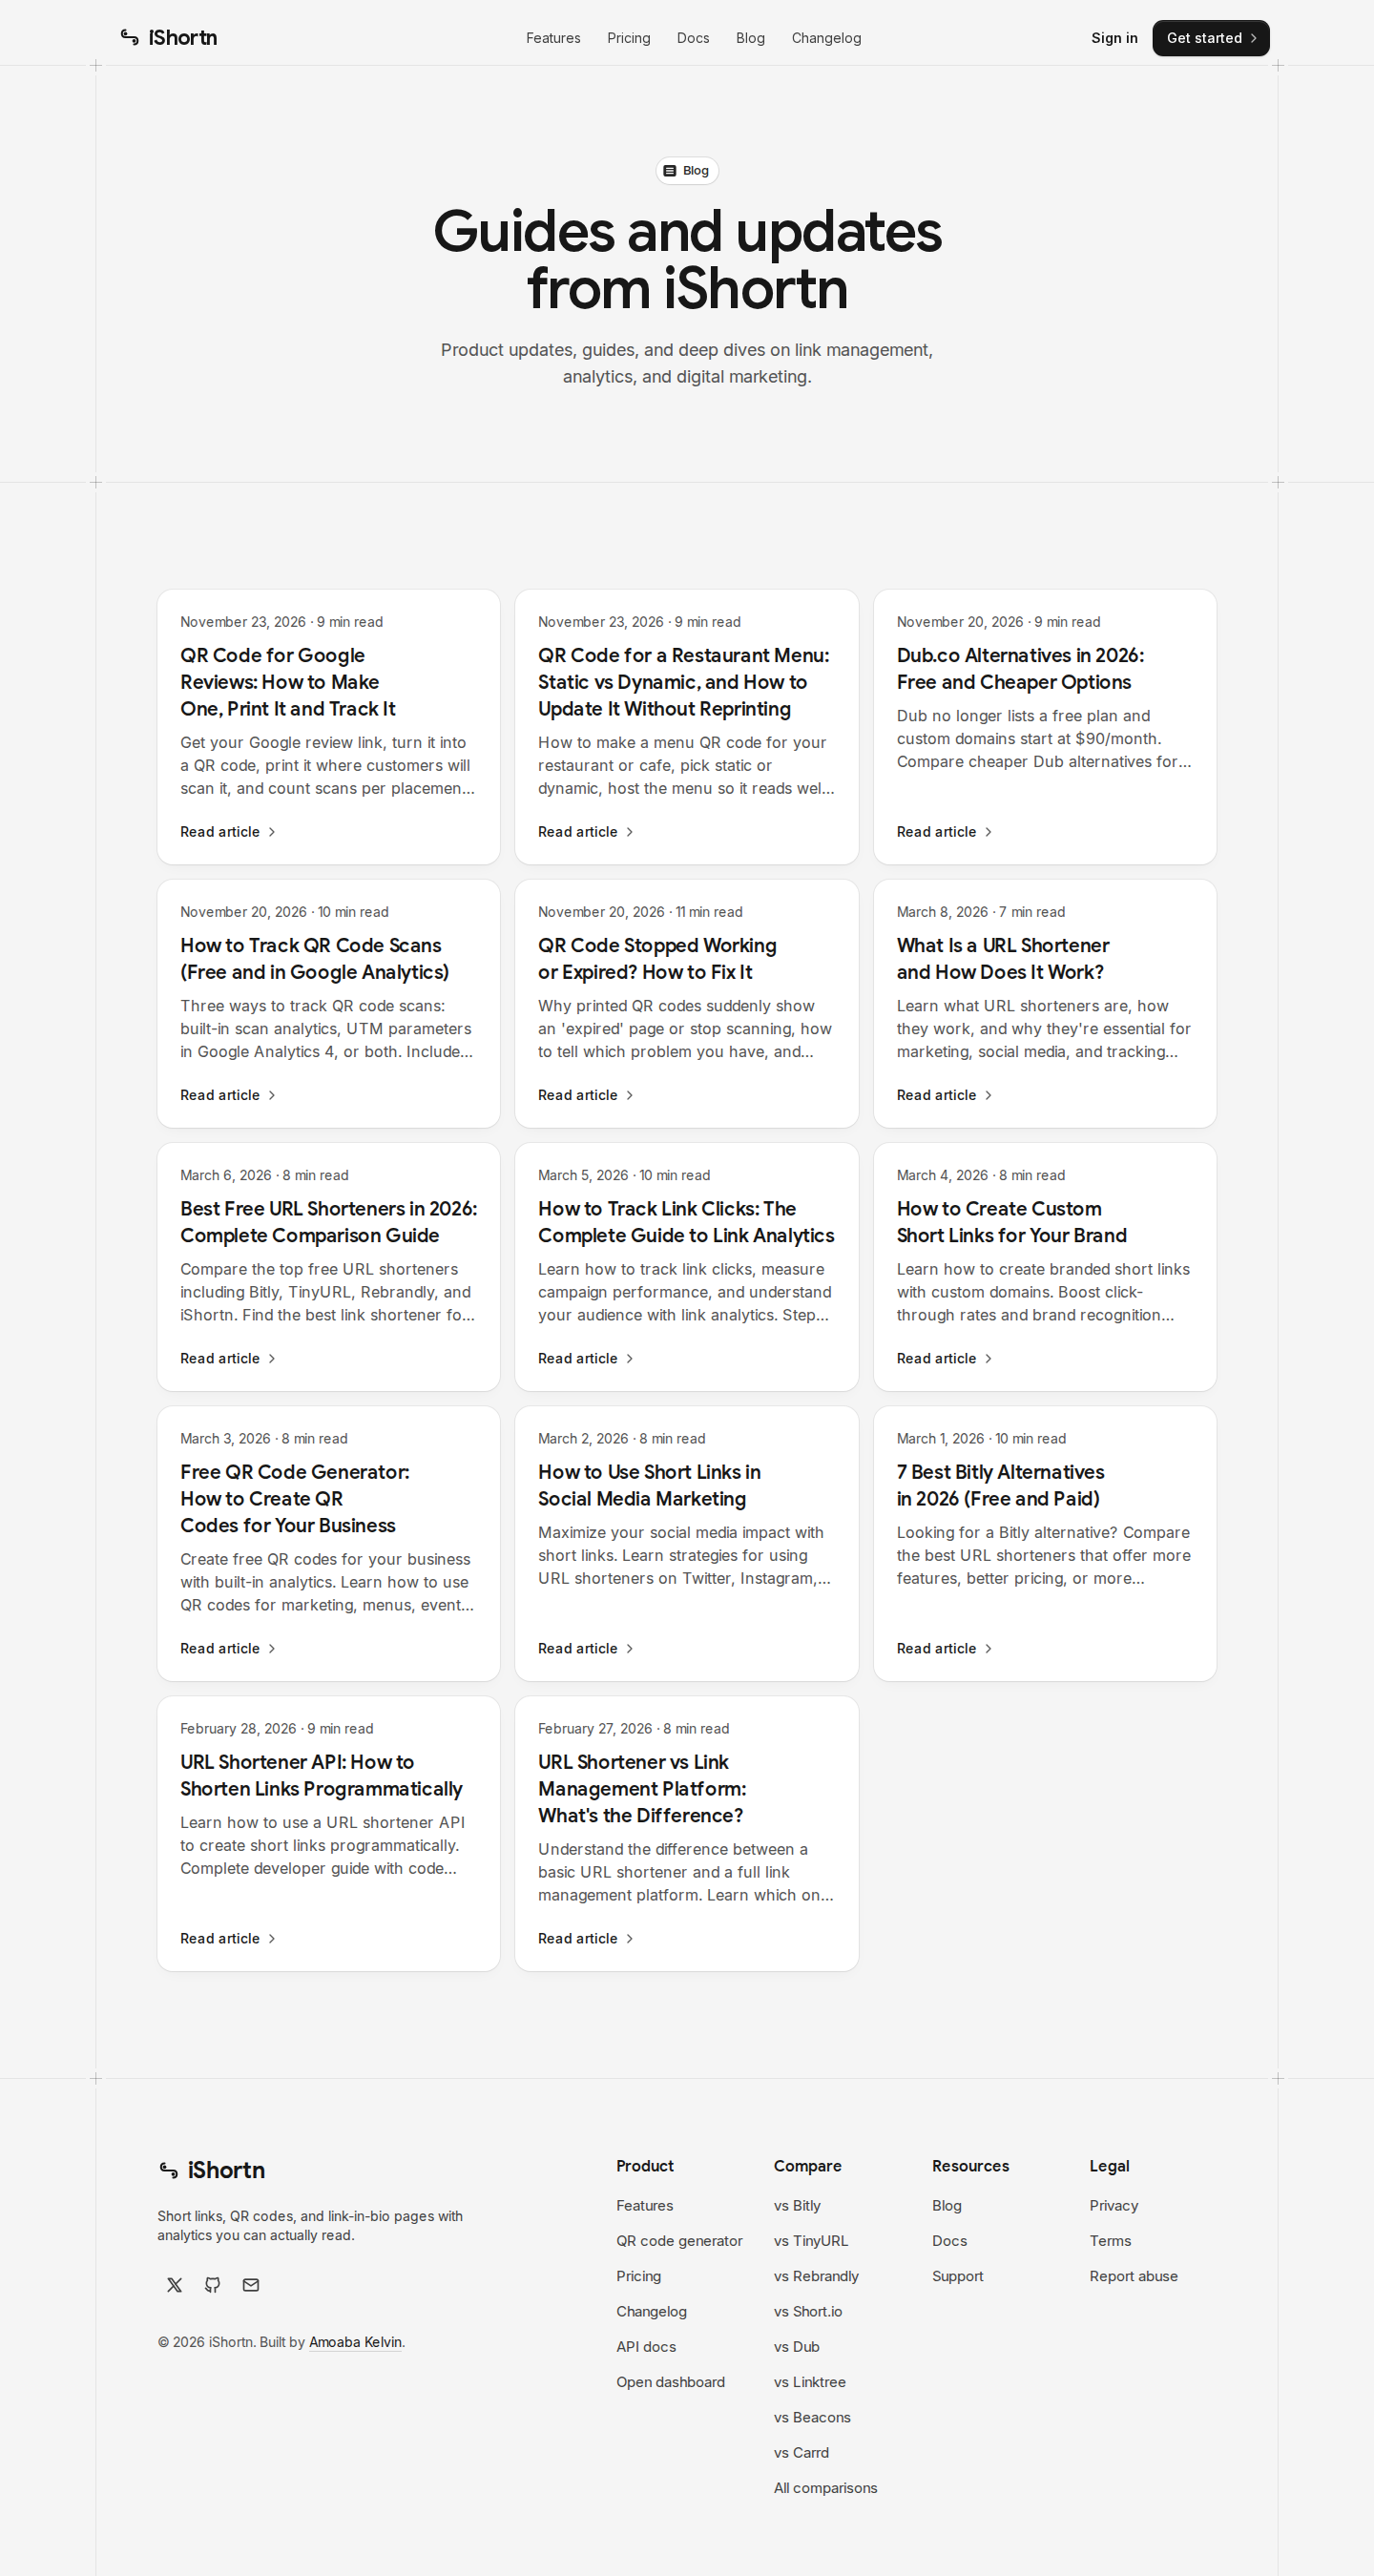 iShortn
Features
Pricing
Docs
Blog
Changelog
Sign in
Get started
Blog
Guides and updates
from iShortn
Product updates, guides, and deep dives on link management,
analytics, and digital marketing.
November 23, 2026 · 9 min read
QR Code for Google
Reviews: How to Make
One, Print It and Track It
Get your Google review link, turn it into
a QR code, print it where customers will
scan it, and count scans per placemen…
Read article
November 23, 2026 · 9 min read
QR Code for a Restaurant Menu:
Static vs Dynamic, and How to
Update It Without Reprinting
How to make a menu QR code for your
restaurant or cafe, pick static or
dynamic, host the menu so it reads wel…
Read article
November 20, 2026 · 9 min read
Dub.co Alternatives in 2026:
Free and Cheaper Options
Dub no longer lists a free plan and
custom domains start at $90/month.
Compare cheaper Dub alternatives for…
Read article
November 20, 2026 · 10 min read
How to Track QR Code Scans
(Free and in Google Analytics)
Three ways to track QR code scans:
built-in scan analytics, UTM parameters
in Google Analytics 4, or both. Include…
Read article
November 20, 2026 · 11 min read
QR Code Stopped Working
or Expired? How to Fix It
Why printed QR codes suddenly show
an 'expired' page or stop scanning, how
to tell which problem you have, and…
Read article
March 8, 2026 · 7 min read
What Is a URL Shortener
and How Does It Work?
Learn what URL shorteners are, how
they work, and why they're essential for
marketing, social media, and tracking…
Read article
March 6, 2026 · 8 min read
Best Free URL Shorteners in 2026:
Complete Comparison Guide
Compare the top free URL shorteners
including Bitly, TinyURL, Rebrandly, and
iShortn. Find the best link shortener fo…
Read article
March 5, 2026 · 10 min read
How to Track Link Clicks: The
Complete Guide to Link Analytics
Learn how to track link clicks, measure
campaign performance, and understand
your audience with link analytics. Step…
Read article
March 4, 2026 · 8 min read
How to Create Custom
Short Links for Your Brand
Learn how to create branded short links
with custom domains. Boost click-
through rates and brand recognition…
Read article
March 3, 2026 · 8 min read
Free QR Code Generator:
How to Create QR
Codes for Your Business
Create free QR codes for your business
with built-in analytics. Learn how to use
QR codes for marketing, menus, event…
Read article
March 2, 2026 · 8 min read
How to Use Short Links in
Social Media Marketing
Maximize your social media impact with
short links. Learn strategies for using
URL shorteners on Twitter, Instagram,…
Read article
March 1, 2026 · 10 min read
7 Best Bitly Alternatives
in 2026 (Free and Paid)
Looking for a Bitly alternative? Compare
the best URL shorteners that offer more
features, better pricing, or more…
Read article
February 28, 2026 · 9 min read
URL Shortener API: How to
Shorten Links Programmatically
Learn how to use a URL shortener API
to create short links programmatically.
Complete developer guide with code…
Read article
February 27, 2026 · 8 min read
URL Shortener vs Link
Management Platform:
What's the Difference?
Understand the difference between a
basic URL shortener and a full link
management platform. Learn which on…
Read article
iShortn
Short links, QR codes, and link-in-bio pages with
analytics you can actually read.
© 2026 iShortn. Built by Amoaba Kelvin.
Product
Features
QR code generator
Pricing
Changelog
API docs
Open dashboard
Compare
vs Bitly
vs TinyURL
vs Rebrandly
vs Short.io
vs Dub
vs Linktree
vs Beacons
vs Carrd
All comparisons
Resources
Blog
Docs
Support
Legal
Privacy
Terms
Report abuse